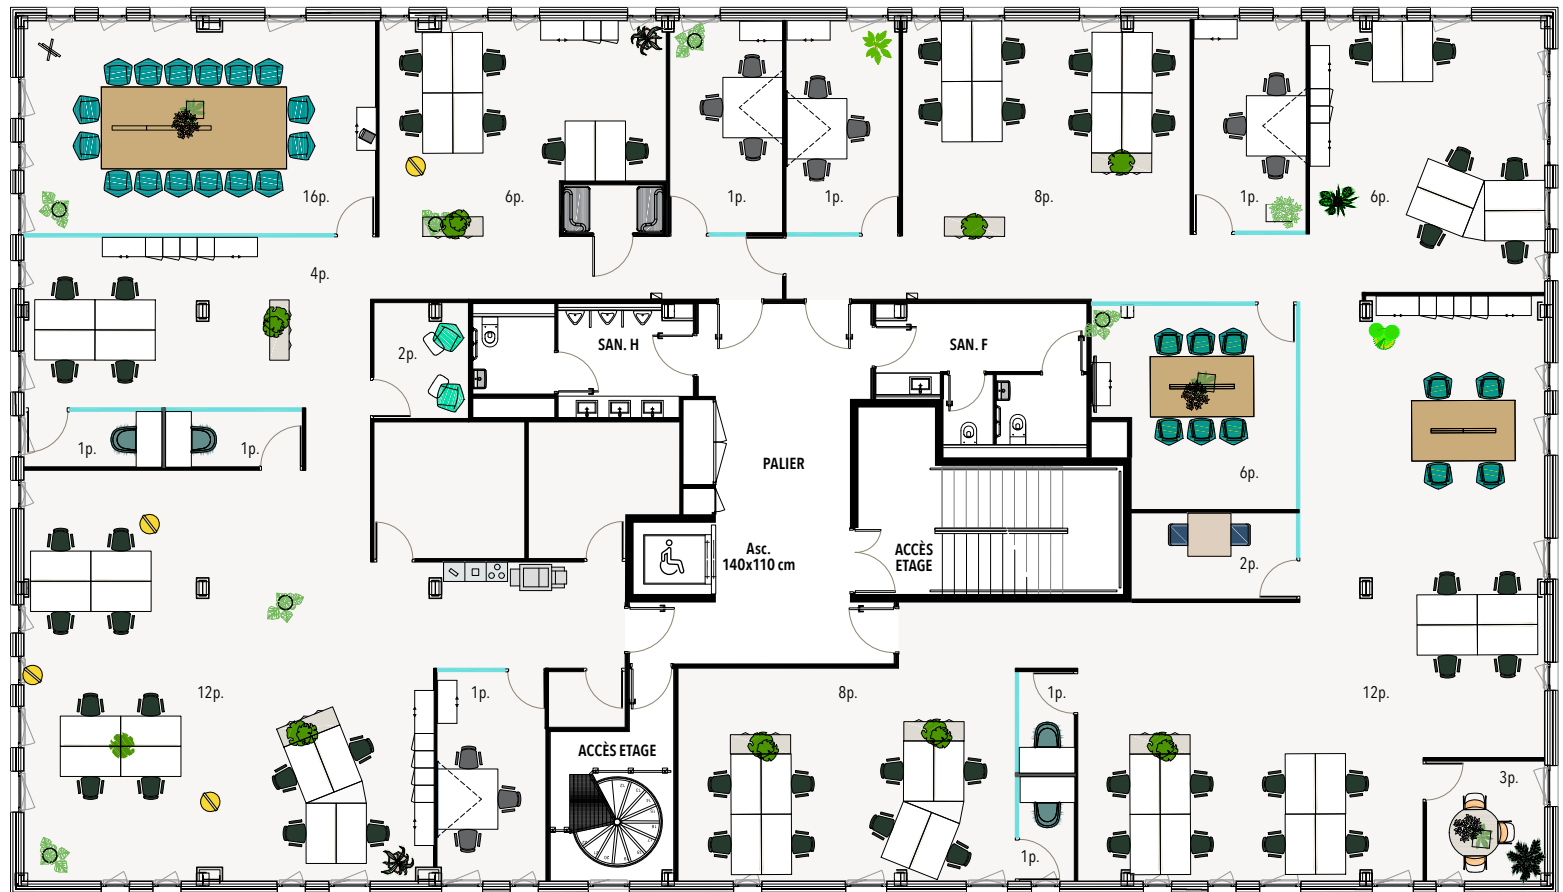 16p.
6p.
1p.
1p.
8p.
1p.
6p.
4p.
2p.
SAN. H
SAN. F
1p.
1p.
PALIER
6p.
Asc.
140x110 cm
ACCÈS
ETAGE
2p.
12p.
1p.
8p.
1p.
12p.
ACCÈS ETAGE
3p.
1p.